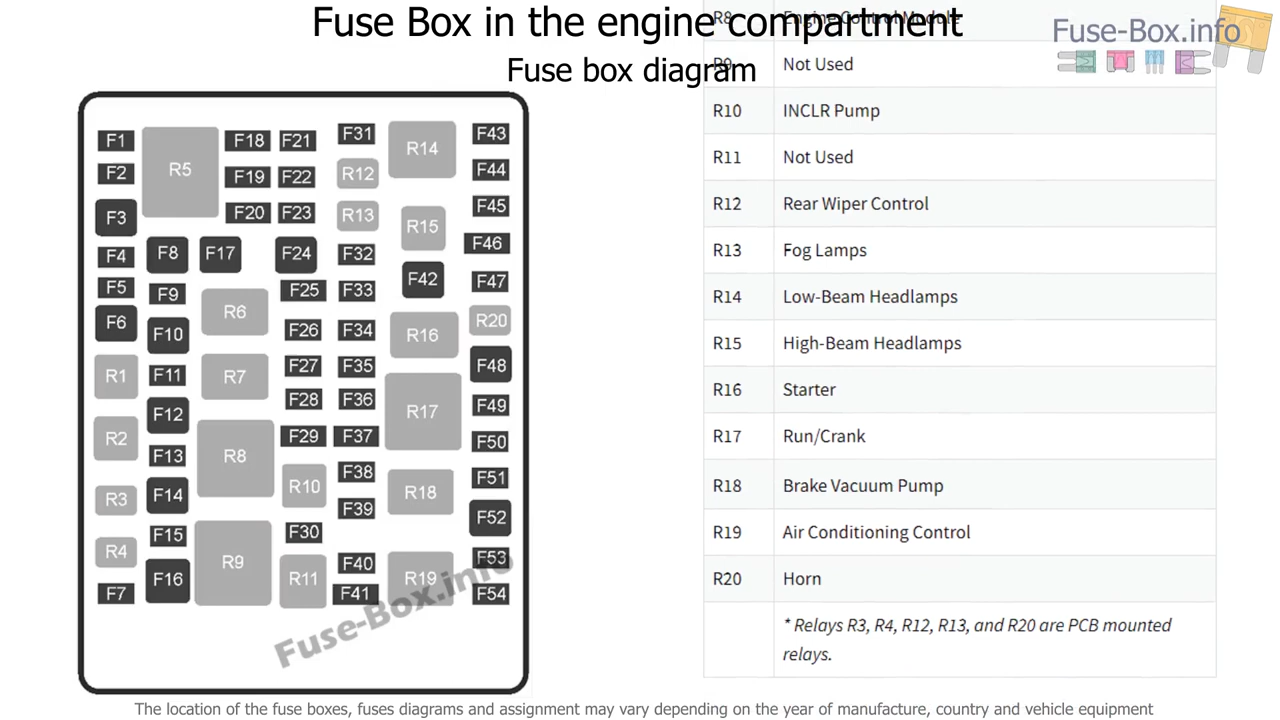 Fuse Box in the engine compartment
Fuse box diagram
Fuse-Box.info
F1 F18 F21 F31 R14 F43
F2 R5 F19 F22 R12 F44
F3 F20 F23 R13 R15 F45
F4 F8 F17 F24 F32 F42 F46
F5 F9 F25 F33 F47
F6 F10 R6 F26 F34 R16 R20
R1 F11 R7 F27 F35 F48
F12 F28 F36 R17 F49
R2 F13 R8 F29 F37 F50
R3 F14 R10 F38 R18 F51
F15 F30 F39 F52
R4 F16 R9 R11 F40 R19 F53
F7 F41 F54
Fuse-Box.info
R8 Engine Control Module
R9 Not Used
R10 INCLR Pump
R11 Not Used
R12 Rear Wiper Control
R13 Fog Lamps
R14 Low-Beam Headlamps
R15 High-Beam Headlamps
R16 Starter
R17 Run/Crank
R18 Brake Vacuum Pump
R19 Air Conditioning Control
R20 Horn
* Relays R3, R4, R12, R13, and R20 are PCB mounted
relays.
The location of the fuse boxes, fuses diagrams and assignment may vary depending on the year of manufacture, country and vehicle equipment